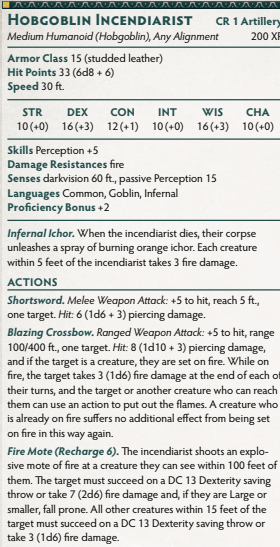 HOBGOBLIN INCENDIARIST CR 1 Artillery
Medium Humanoid (Hobgoblin), Any Alignment 200 XP
Armor Class 15 (studded leather)
Hit Points 33 (6d8 + 6)
Speed 30 ft.
STR DEX CON INT WIS CHA
10 (+0) 16 (+3) 12 (+1) 10 (+0) 16 (+3) 10 (+0)
Skills Perception +5
Damage Resistances fire
Senses darkvision 60 ft., passive Perception 15
Languages Common, Goblin, Infernal
Proficiency Bonus +2
Infernal Ichor. When the incendiarist dies, their corpse
unleashes a spray of burning orange ichor. Each creature
within 5 feet of the incendiarist takes 3 fire damage.
ACTIONS
Shortsword. Melee Weapon Attack: +5 to hit, reach 5 ft.,
one target. Hit: 6 (1d6 + 3) piercing damage.
Blazing Crossbow. Ranged Weapon Attack: +5 to hit, range
100/400 ft., one target. Hit: 8 (1d10 + 3) piercing damage,
and if the target is a creature, they are set on fire. While on
fire, the target takes 3 (1d6) fire damage at the end of each of
their turns, and the target or another creature who can reach
them can use an action to put out the flames. A creature who
is already on fire suffers no additional effect from being set
on fire in this way again.
Fire Mote (Recharge 6). The incendiarist shoots an explo-
sive mote of fire at a creature they can see within 100 feet of
them. The target must succeed on a DC 13 Dexterity saving
throw or take 7 (2d6) fire damage and, if they are Large or
smaller, fall prone. All other creatures within 15 feet of the
target must succeed on a DC 13 Dexterity saving throw or
take 3 (1d6) fire damage.